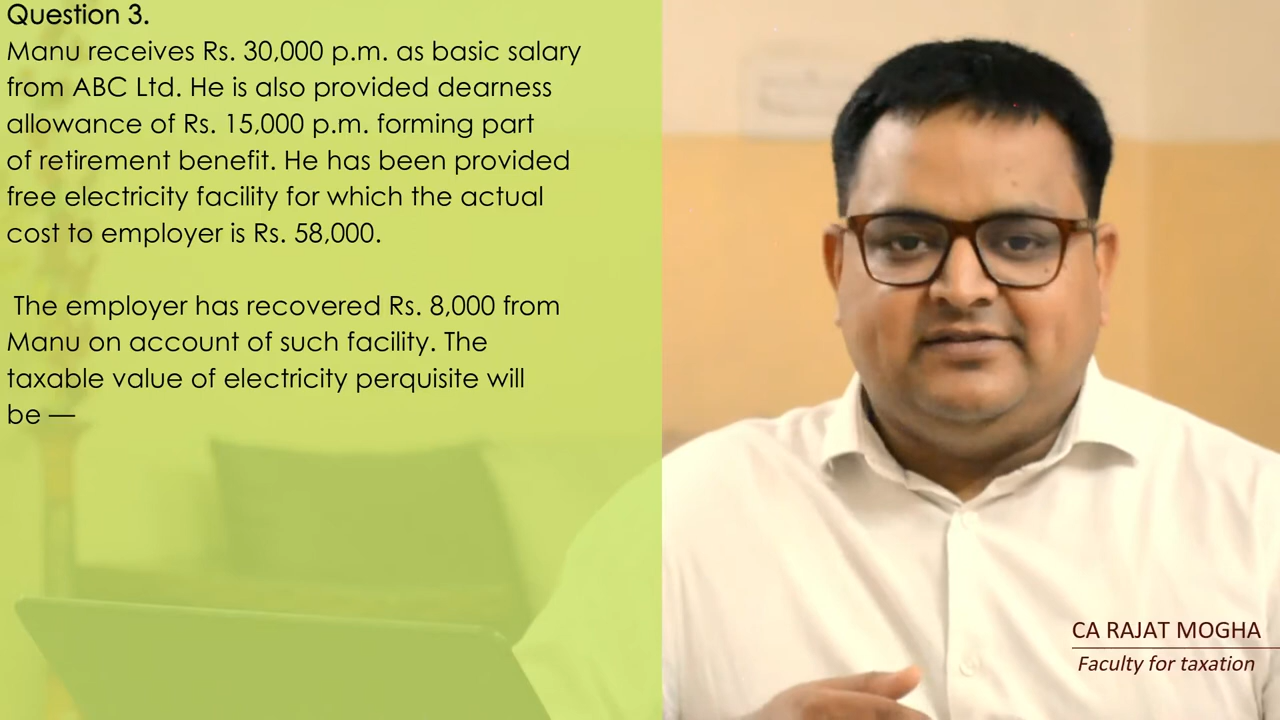 Question 3.
Manu receives Rs. 30,000 p.m. as basic salary
from ABC Ltd. He is also provided dearness
allowance of Rs. 15,000 p.m. forming part
of retirement benefit. He has been provided
free electricity facility for which the actual
cost to employer is Rs. 58,000.
The employer has recovered Rs. 8,000 from
Manu on account of such facility. The
taxable value of electricity perquisite will
be —
CA RAJAT MOGHA
Faculty for taxation